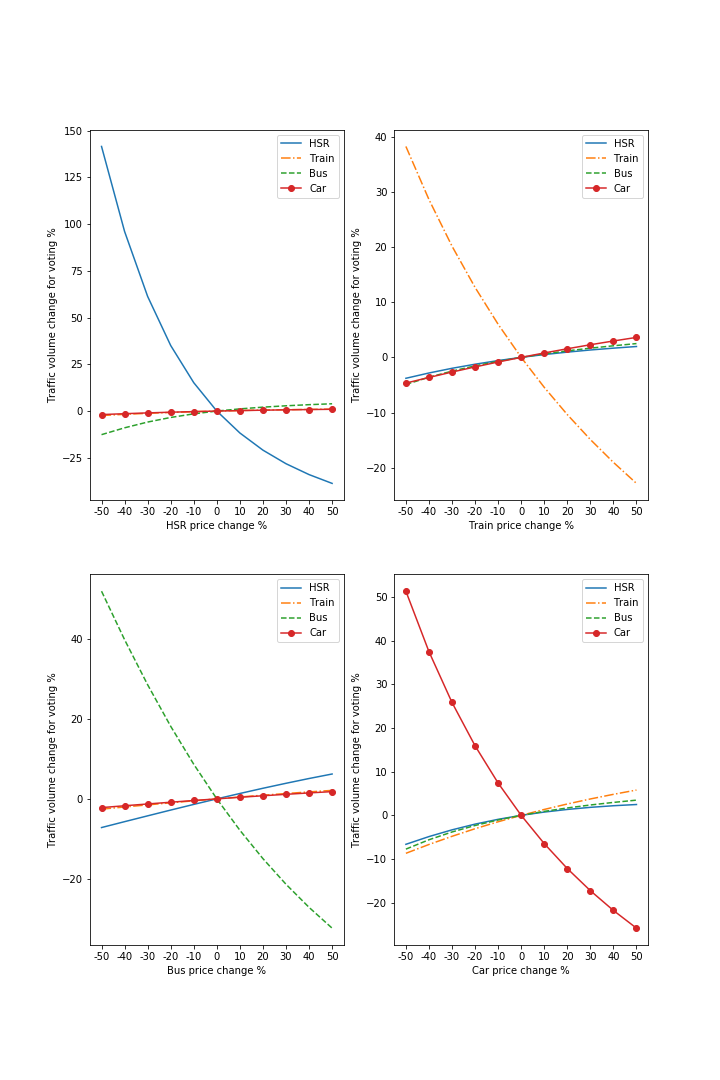 150
125
100
75
50
25
0
−25
Traffic volume change for voting %
-50 -40 -30 -20 -10 0 10 20 30 40 50
HSR price change %
HSR
Train
Bus
Car
40
30
20
10
0
−10
−20
Traffic volume change for voting %
-50 -40 -30 -20 -10 0 10 20 30 40 50
Train price change %
HSR
Train
Bus
Car
40
20
0
−20
Traffic volume change for voting %
-50 -40 -30 -20 -10 0 10 20 30 40 50
Bus price change %
HSR
Train
Bus
Car
50
40
30
20
10
0
−10
−20
Traffic volume change for voting %
-50 -40 -30 -20 -10 0 10 20 30 40 50
Car price change %
HSR
Train
Bus
Car